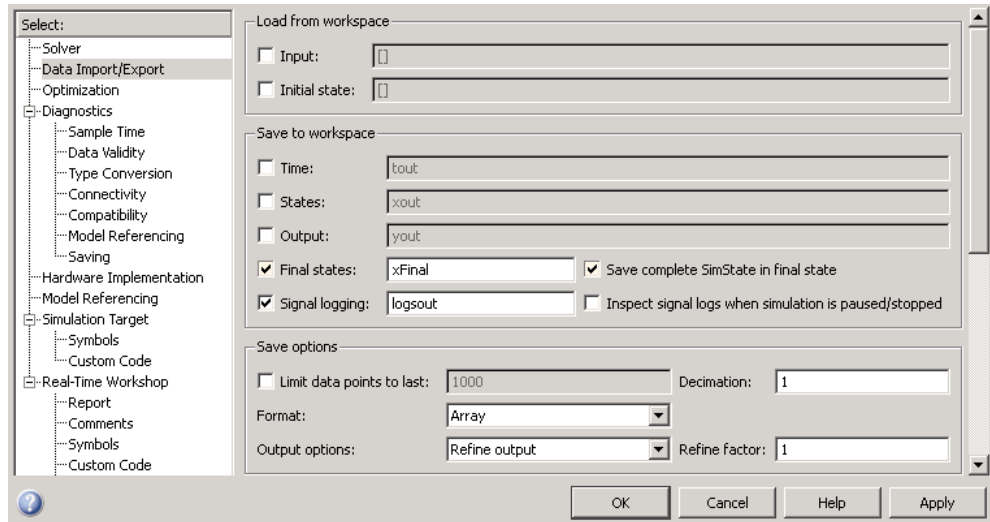 Select:
Solver
Data Import/Export
Optimization
Diagnostics
Sample Time
Data Validity
Type Conversion
Connectivity
Compatibility
Model Referencing
Saving
Hardware Implementation
Model Referencing
Simulation Target
Symbols
Custom Code
Real-Time Workshop
Report
Comments
Symbols
Custom Code
Load from workspace
Input: []
Initial state: []
Save to workspace
Time: tout
States: xout
Output: yout
Final states: xFinal Save complete SimState in final state
Signal logging: logsout Inspect signal logs when simulation is paused/stopped
Save options
Limit data points to last: 1000 Decimation: 1
Format: Array
Output options: Refine output Refine factor: 1
? OK Cancel Help Apply